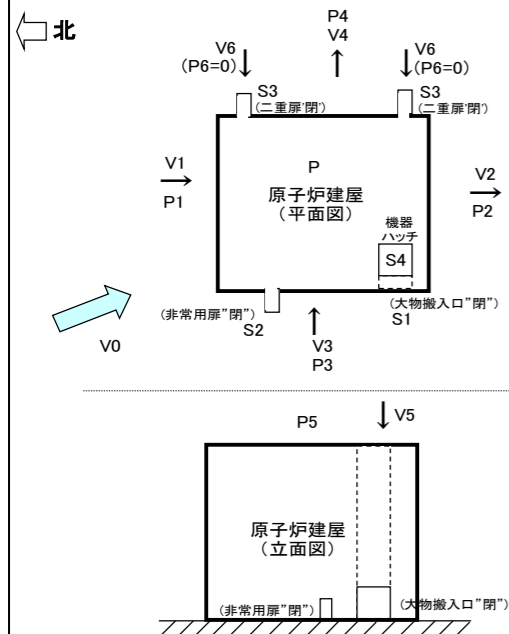 北
P4
V4
V6
(P6=0)
V6
(P6=0)
S3
(二重扉"閉")
S3
(二重扉"閉")
V1
P1
P
原子炉建屋
(平面図)
V2
P2
機器
ハッチ
S4
(非常用扉"閉")
S2
(大物搬入口"閉")
S1
V0
V3
P3
P5
V5
原子炉建屋
(立面図)
(非常用扉"閉")
(大物搬入口"閉")